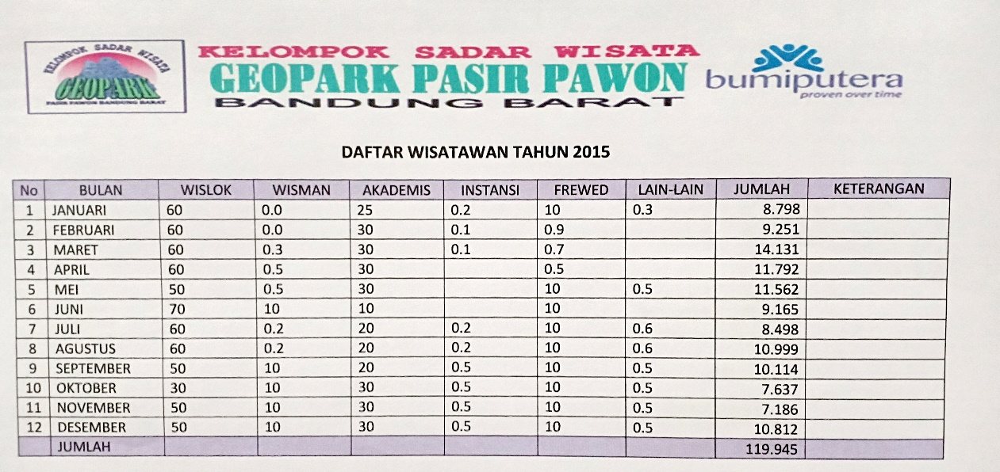 KELOMPOK SADAR WISATA
GEOPARK
PASIR PAWON BANDUNG BARAT
KELOMPOK SADAR WISATA
GEOPARK PASIR PAWON
BANDUNG BARAT
bumiputera
proven over time
DAFTAR WISATAWAN TAHUN 2015
No BULAN WISLOK WISMAN AKADEMIS INSTANSI FREWED LAIN-LAIN JUMLAH KETERANGAN
1 JANUARI 60 0.0 25 0.2 10 0.3 8.798
2 FEBRUARI 60 0.0 30 0.1 0.9 9.251
3 MARET 60 0.3 30 0.1 0.7 14.131
4 APRIL 60 0.5 30 0.5 11.792
5 MEI 50 0.5 30 10 0.5 11.562
6 JUNI 70 10 10 10 9.165
7 JULI 60 0.2 20 0.2 10 0.6 8.498
8 AGUSTUS 60 0.2 20 0.2 10 0.6 10.999
9 SEPTEMBER 50 10 20 0.5 10 0.5 10.114
10 OKTOBER 30 10 30 0.5 10 0.5 7.637
11 NOVEMBER 50 10 30 0.5 10 0.5 7.186
12 DESEMBER 50 10 30 0.5 10 0.5 10.812
JUMLAH 119.945